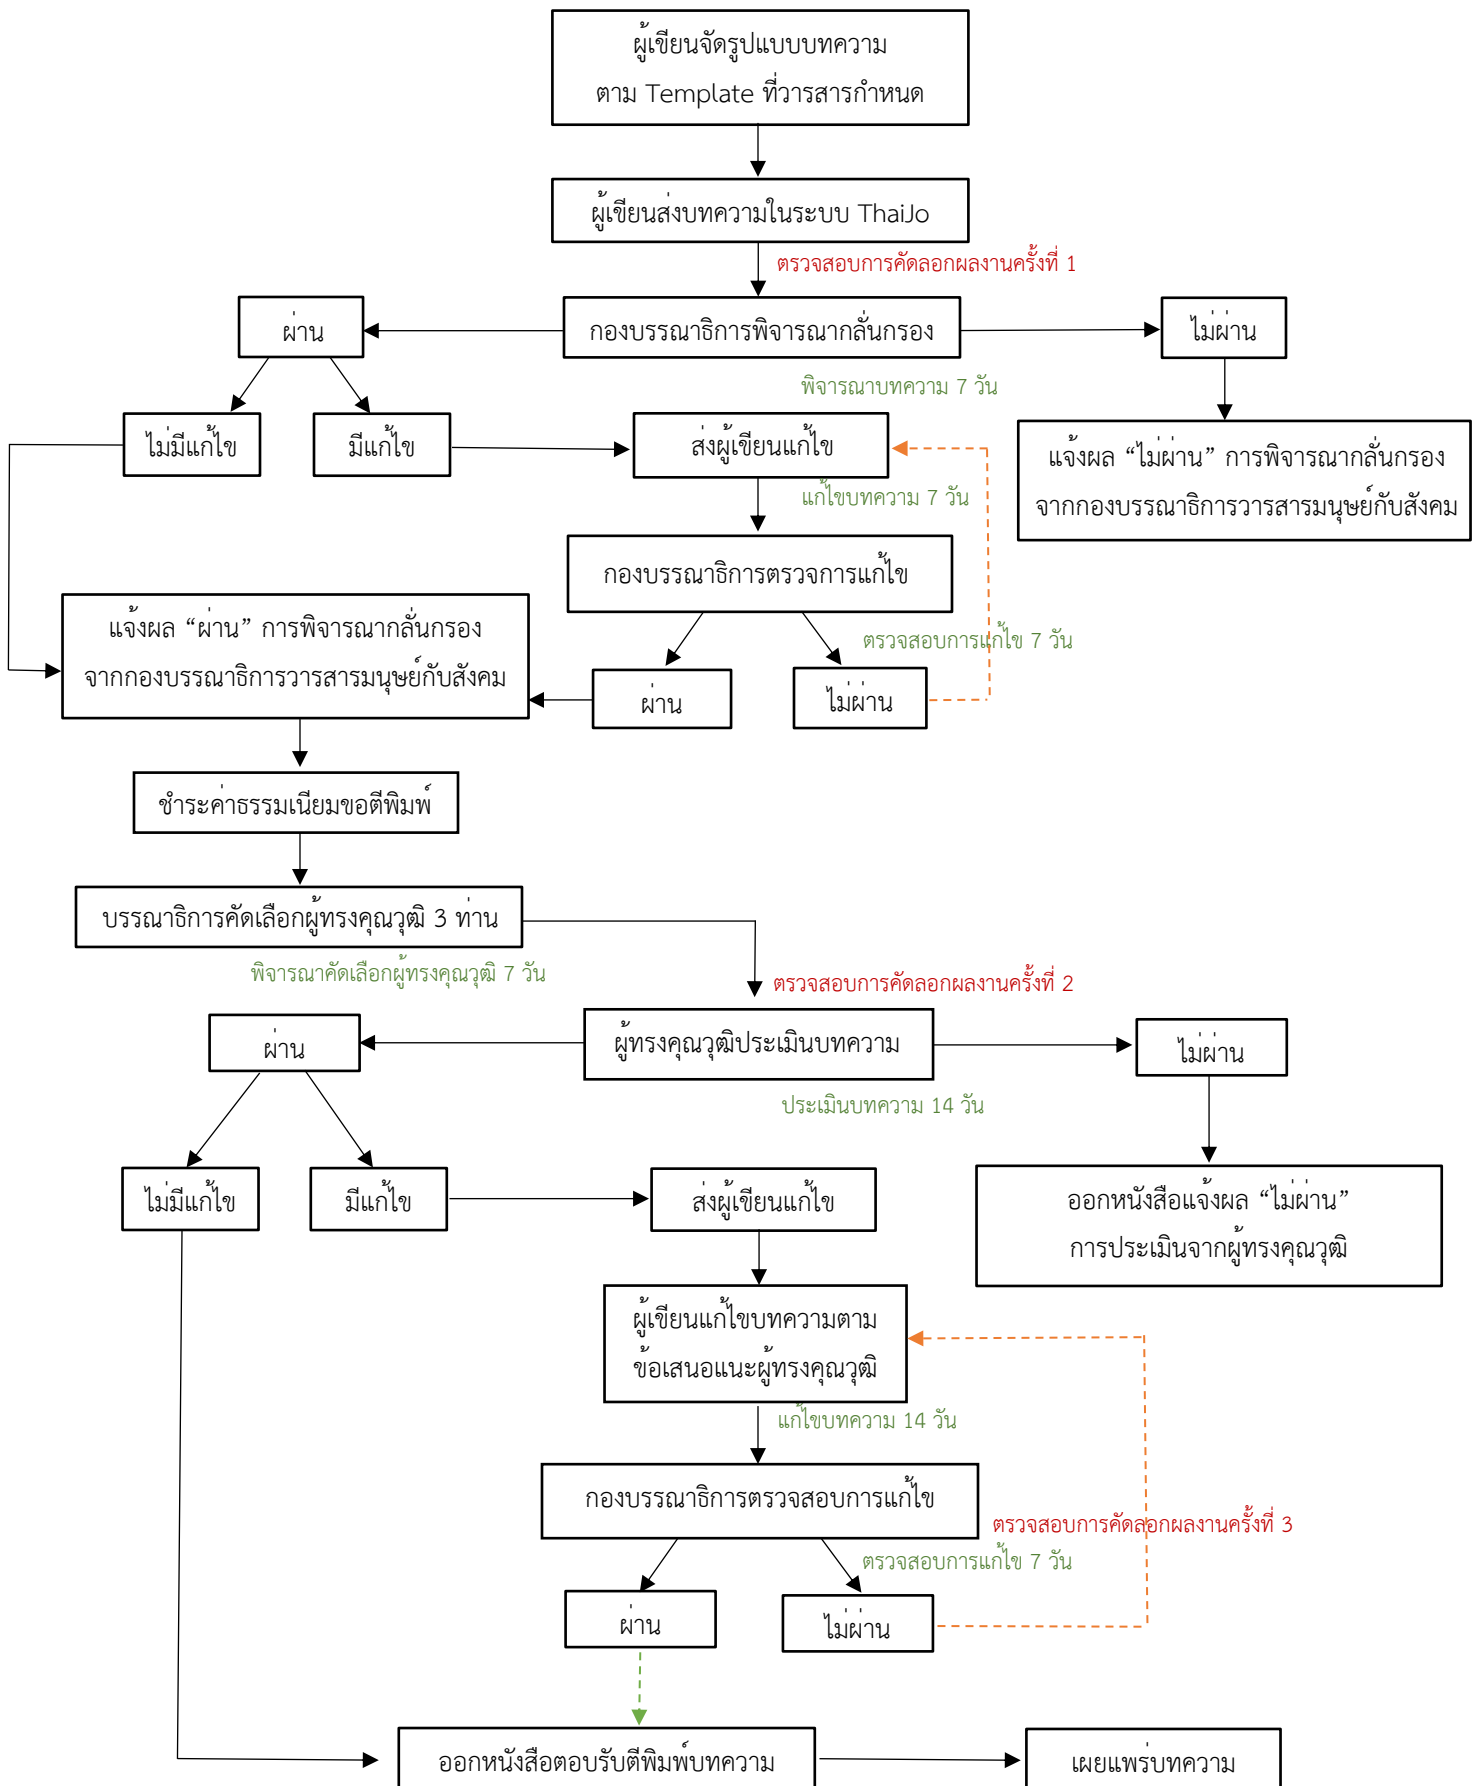 ผู้เขียนจัดรูปแบบบทความ
ตาม Template ที่วารสารกำหนด
ผู้เขียนส่งบทความในระบบ ThaiJo
ตรวจสอบการคัดลอกผลงานครั้งที่ 1
ผ่าน
กองบรรณาธิการพิจารณากลั่นกรอง
ไม่ผ่าน
พิจารณาบทความ 7 วัน
ไม่มีแก้ไข
มีแก้ไข
ส่งผู้เขียนแก้ไข
แจ้งผล “ไม่ผ่าน” การพิจารณากลั่นกรอง
จากกองบรรณาธิการวารสารมนุษย์กับสังคม
แก้ไขบทความ 7 วัน
กองบรรณาธิการตรวจการแก้ไข
แจ้งผล “ผ่าน” การพิจารณากลั่นกรอง
จากกองบรรณาธิการวารสารมนุษย์กับสังคม
ตรวจสอบการแก้ไข 7 วัน
ผ่าน
ไม่ผ่าน
ชำระค่าธรรมเนียมขอตีพิมพ์
บรรณาธิการคัดเลือกผู้ทรงคุณวุฒิ 3 ท่าน
พิจารณาคัดเลือกผู้ทรงคุณวุฒิ 7 วัน
ตรวจสอบการคัดลอกผลงานครั้งที่ 2
ผ่าน
ผู้ทรงคุณวุฒิประเมินบทความ
ไม่ผ่าน
ประเมินบทความ 14 วัน
ไม่มีแก้ไข
มีแก้ไข
ส่งผู้เขียนแก้ไข
ออกหนังสือแจ้งผล “ไม่ผ่าน”
การประเมินจากผู้ทรงคุณวุฒิ
ผู้เขียนแก้ไขบทความตาม
ข้อเสนอแนะผู้ทรงคุณวุฒิ
แก้ไขบทความ 14 วัน
กองบรรณาธิการตรวจสอบการแก้ไข
ตรวจสอบการคัดลอกผลงานครั้งที่ 3
ตรวจสอบการแก้ไข 7 วัน
ผ่าน
ไม่ผ่าน
ออกหนังสือตอบรับตีพิมพ์บทความ
เผยแพร่บทความ